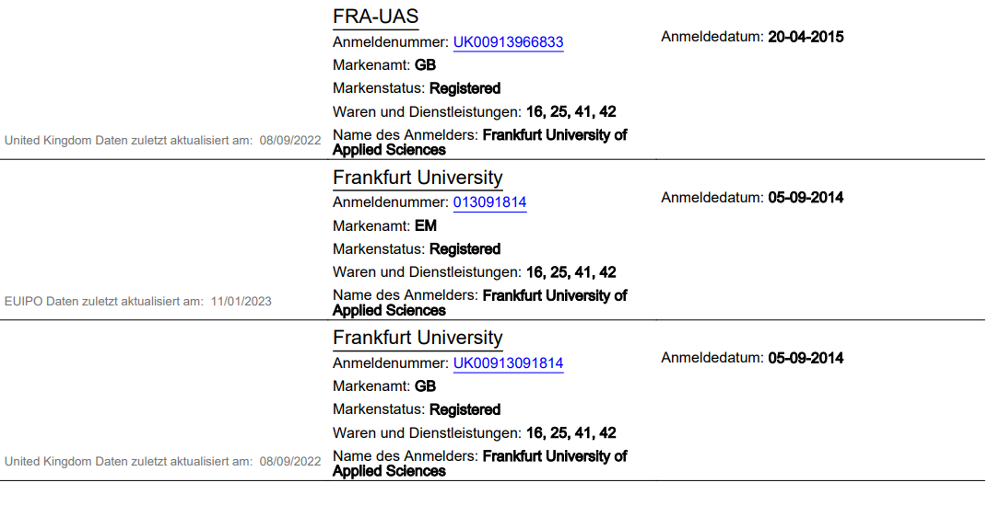 FRA-UAS
Anmeldenummer: UK00913966833
Anmeldedatum: 20-04-2015
Markenamt: GB
Markenstatus: Registered
Waren und Dienstleistungen: 16, 25, 41, 42
United Kingdom Daten zuletzt aktualisiert am: 08/09/2022
Name des Anmelders: Frankfurt University of
Applied Sciences
Frankfurt University
Anmeldenummer: 013091814
Anmeldedatum: 05-09-2014
Markenamt: EM
Markenstatus: Registered
Waren und Dienstleistungen: 16, 25, 41, 42
EUIPO Daten zuletzt aktualisiert am: 11/01/2023
Name des Anmelders: Frankfurt University of
Applied Sciences
Frankfurt University
Anmeldenummer: UK00913091814
Anmeldedatum: 05-09-2014
Markenamt: GB
Markenstatus: Registered
Waren und Dienstleistungen: 16, 25, 41, 42
United Kingdom Daten zuletzt aktualisiert am: 08/09/2022
Name des Anmelders: Frankfurt University of
Applied Sciences